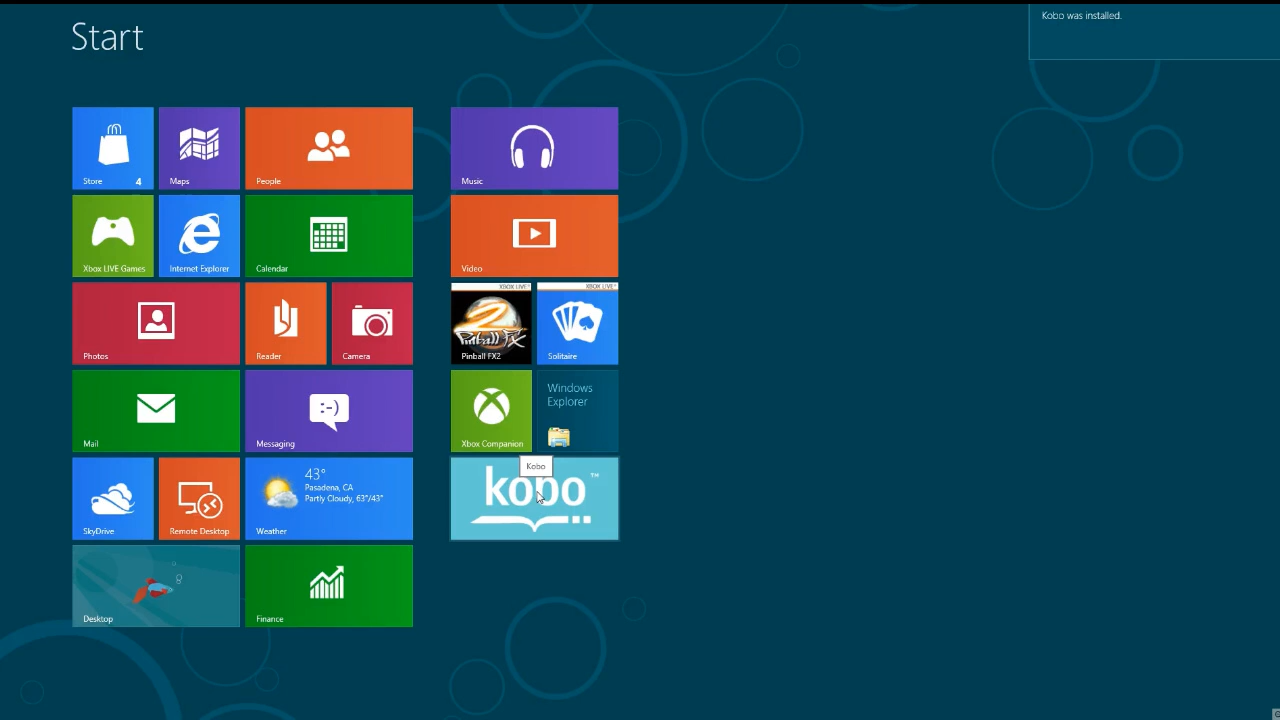 Start
Kobo was installed.
Store 4
Maps
People
Music
Xbox LIVE Games
Internet Explorer
Calendar
Video
Photos
Reader
Camera
XBOX LIVE
Pinball FX2
XBOX LIVE
Solitaire
Mail
Messaging
Xbox Companion
Windows
Explorer
SkyDrive
Remote Desktop
43°
Pasadena, CA
Partly Cloudy, 63°/43°
Weather
Kobo
kobo™
Desktop
Finance